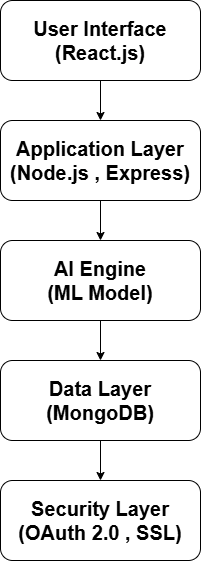 User Interface
(React.js)
Application Layer
(Node.js , Express)
AI Engine
(ML Model)
Data Layer
(MongoDB)
Security Layer
(OAuth 2.0 , SSL)